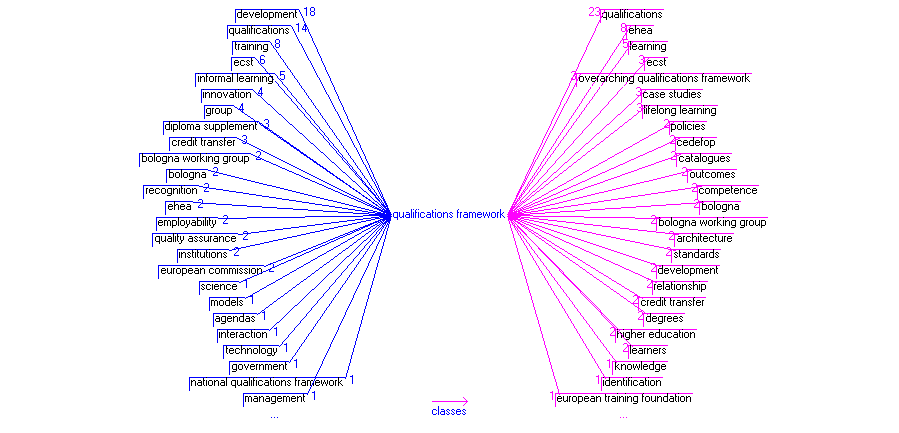 development 18
qualifications 14
training 8
ecst 6
informal learning 5
innovation 4
group 4
diploma supplement 3
credit transfer 3
bologna working group 2
bologna 2
recognition 2
ehea 2
employability 2
quality assurance 2
institutions 2
european commission 2
science 1
models 1
agendas 1
interaction 1
technology 1
government 1
national qualifications framework 1
management 1
...
qualifications framework
23 qualifications
8 ehea
5 learning
3 ecst
overarching qualifications framework
3 case studies
3 lifelong learning
2 policies
2 cedefop
2 catalogues
2 outcomes
2 competence
2 bologna
2 bologna working group
2 architecture
2 standards
2 development
2 relationship
2 credit transfer
2 degrees
2 higher education
2 learners
1 knowledge
1 identification
1 european training foundation
...
classes